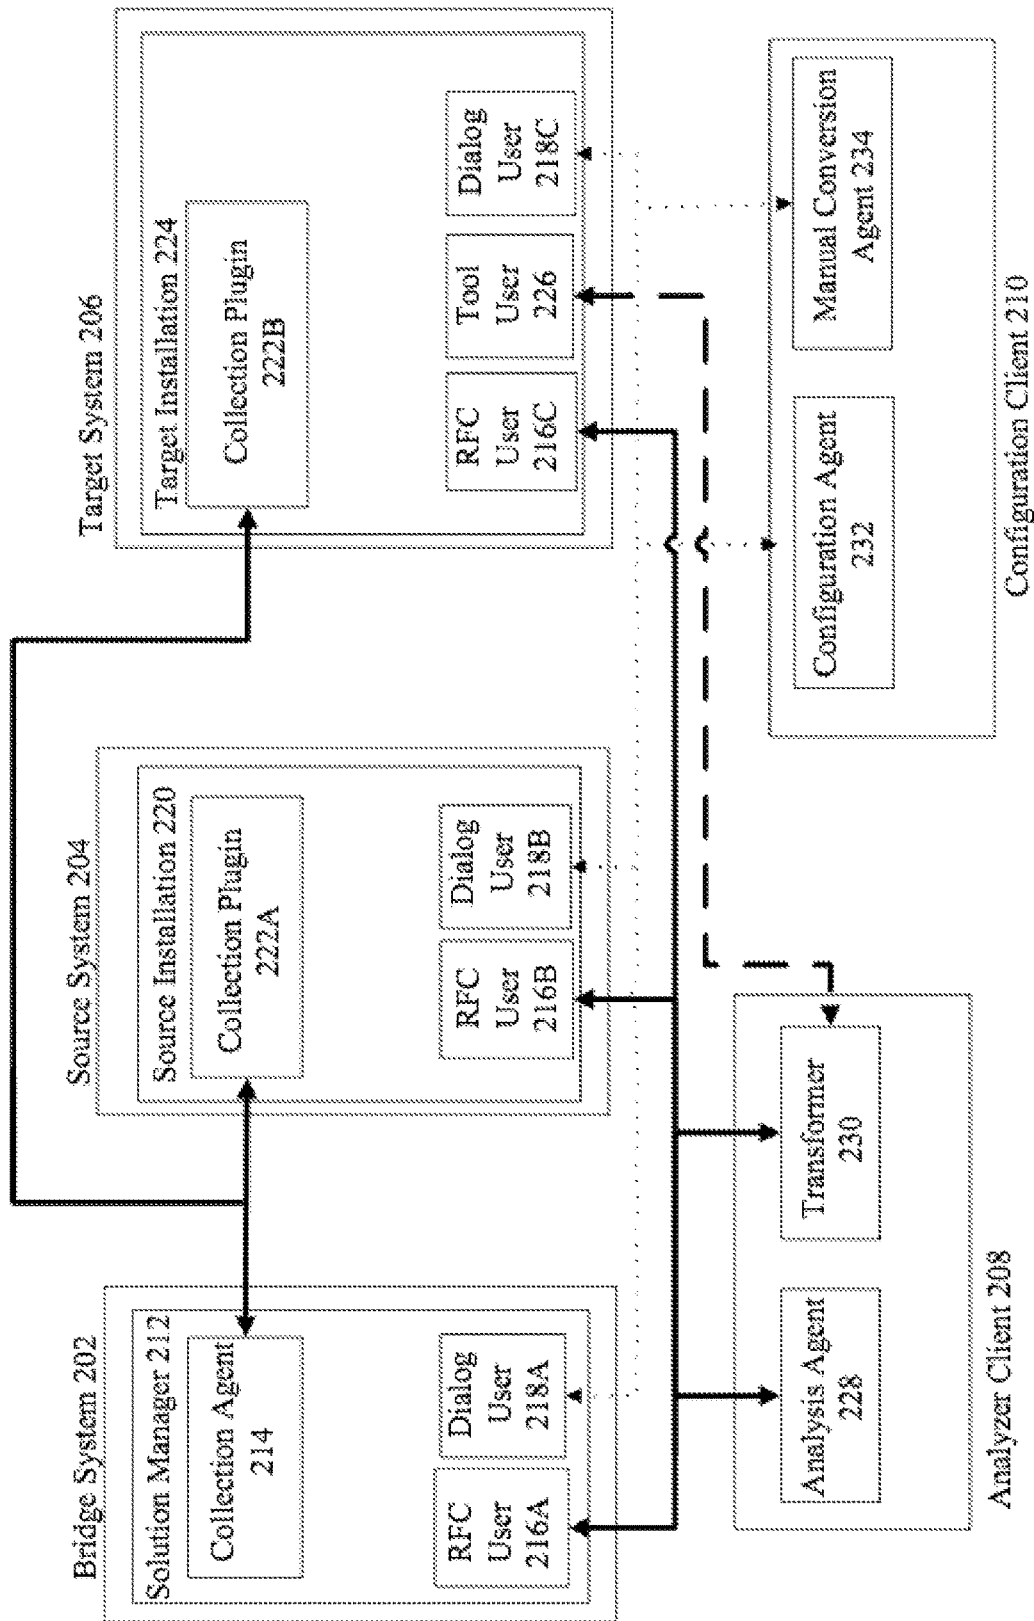 Bridge System 202
Solution Manager 212
Collection Agent
214
RFC
User
216A
Dialog
User
218A
Source System 204
Source Installation 220
Collection Plugin
222A
RFC
User
216B
Dialog
User
218B
Target System 206
Target Installation 224
Collection Plugin
222B
RFC
User
216C
Tool
User
226
Dialog
User
218C
Analysis Agent
228
Transformer
230
Analyzer Client 208
Configuration Agent
232
Manual Conversion
Agent 234
Configuration Client 210